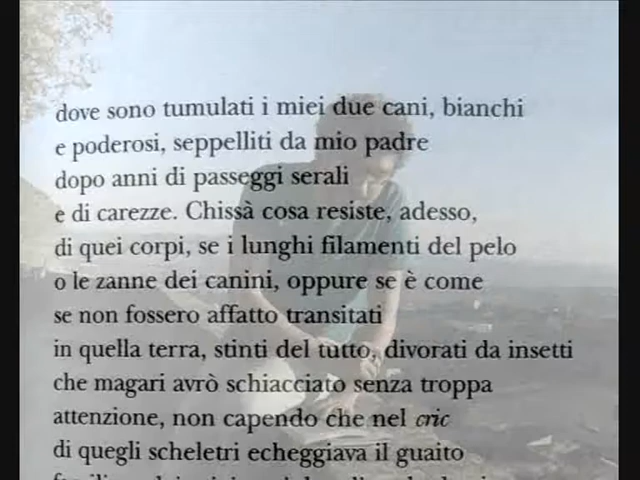 dove sono tumulati i miei due cani, bianchi
e poderosi, seppelliti da mio padre
dopo anni di passeggi serali
e di carezze. Chissà cosa resiste, adesso,
di quei corpi, se i lunghi filamenti del pelo
o le zanne dei canini, oppure se è come
se non fossero affatto transitati
in quella terra, stinti del tutto, divorati da insetti
che magari avrò schiacciato senza troppa
attenzione, non capendo che nel cric
di quegli scheletri echeggiava il guaito